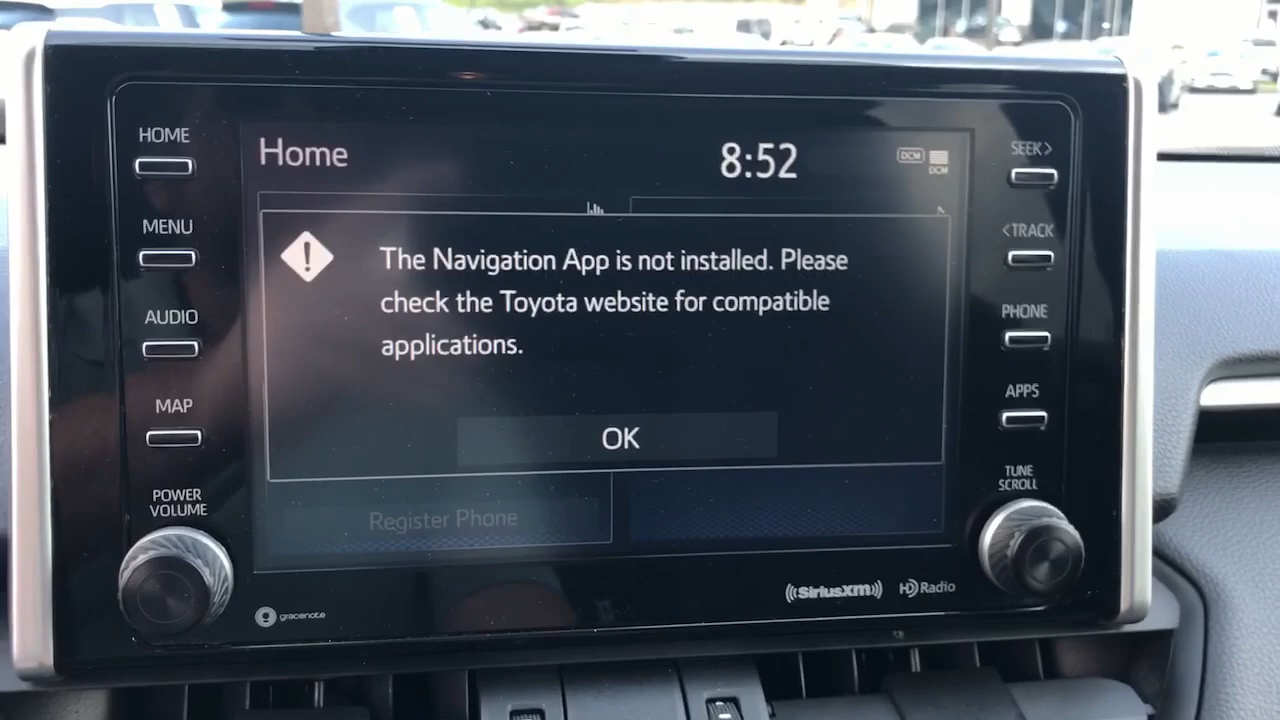 HOME
MENU
AUDIO
MAP
POWER
VOLUME
Home
8:52
DCM
DCM
The Navigation App is not installed. Please
check the Toyota website for compatible
applications.
OK
Register Phone
gracenote
SiriusXM
HD Radio
SEEK>
<TRACK
PHONE
APPS
TUNE
SCROLL